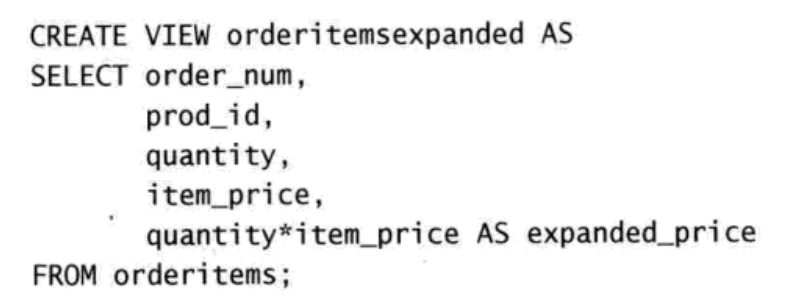 CREATE VIEW orderitemsexpanded AS
SELECT order_num,
       prod_id,
       quantity,
       item_price,
       quantity*item_price AS expanded_price
FROM orderitems;